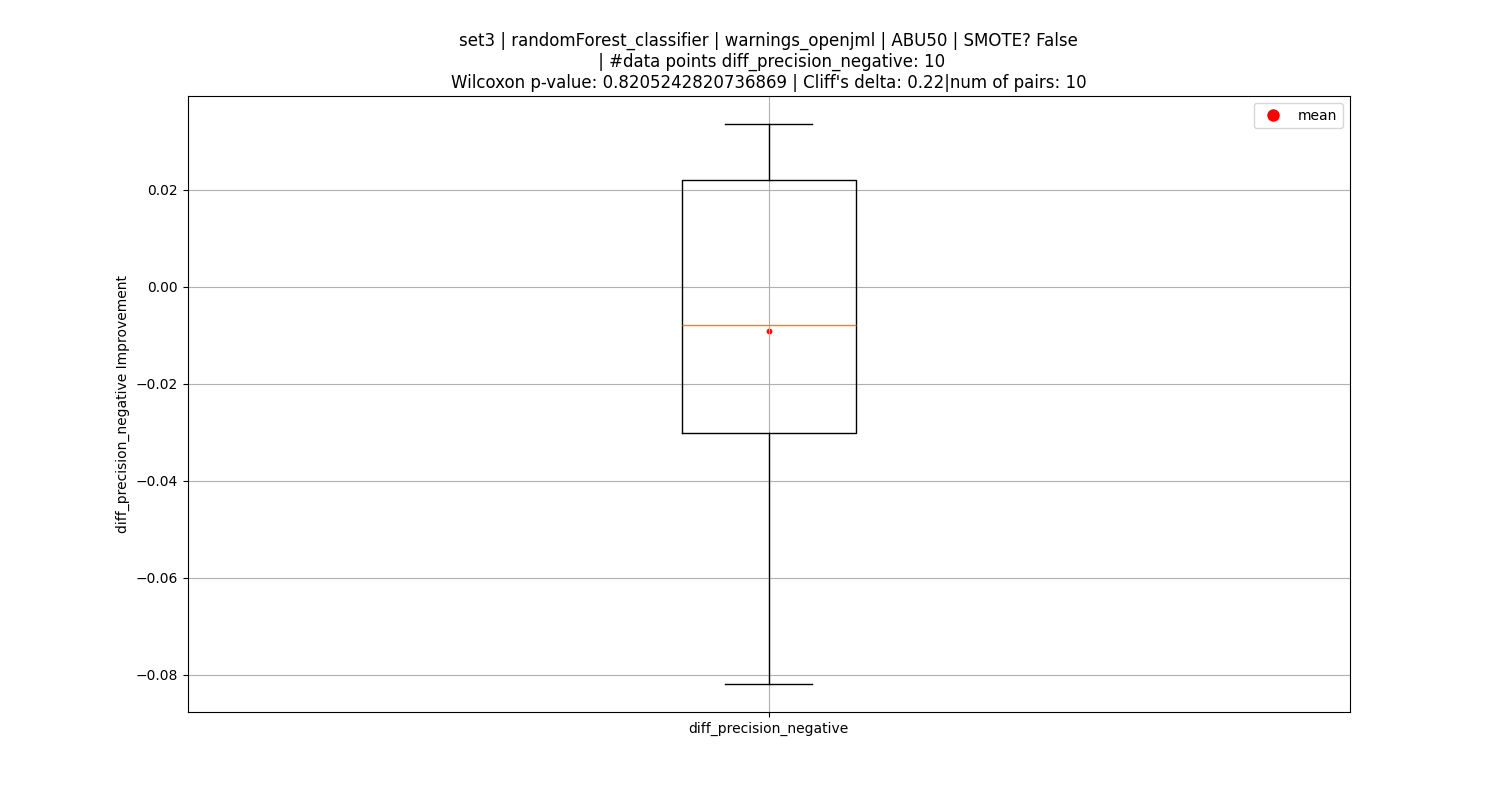 set3 | randomForest_classifier | warnings_openjml | ABU50 | SMOTE? False
| #data points diff_precision_negative: 10
Wilcoxon p-value: 0.8205242820736869 | Cliff's delta: 0.22|num of pairs: 10
mean
0.02
0.00
−0.02
−0.04
−0.06
−0.08
diff_precision_negative Improvement
diff_precision_negative